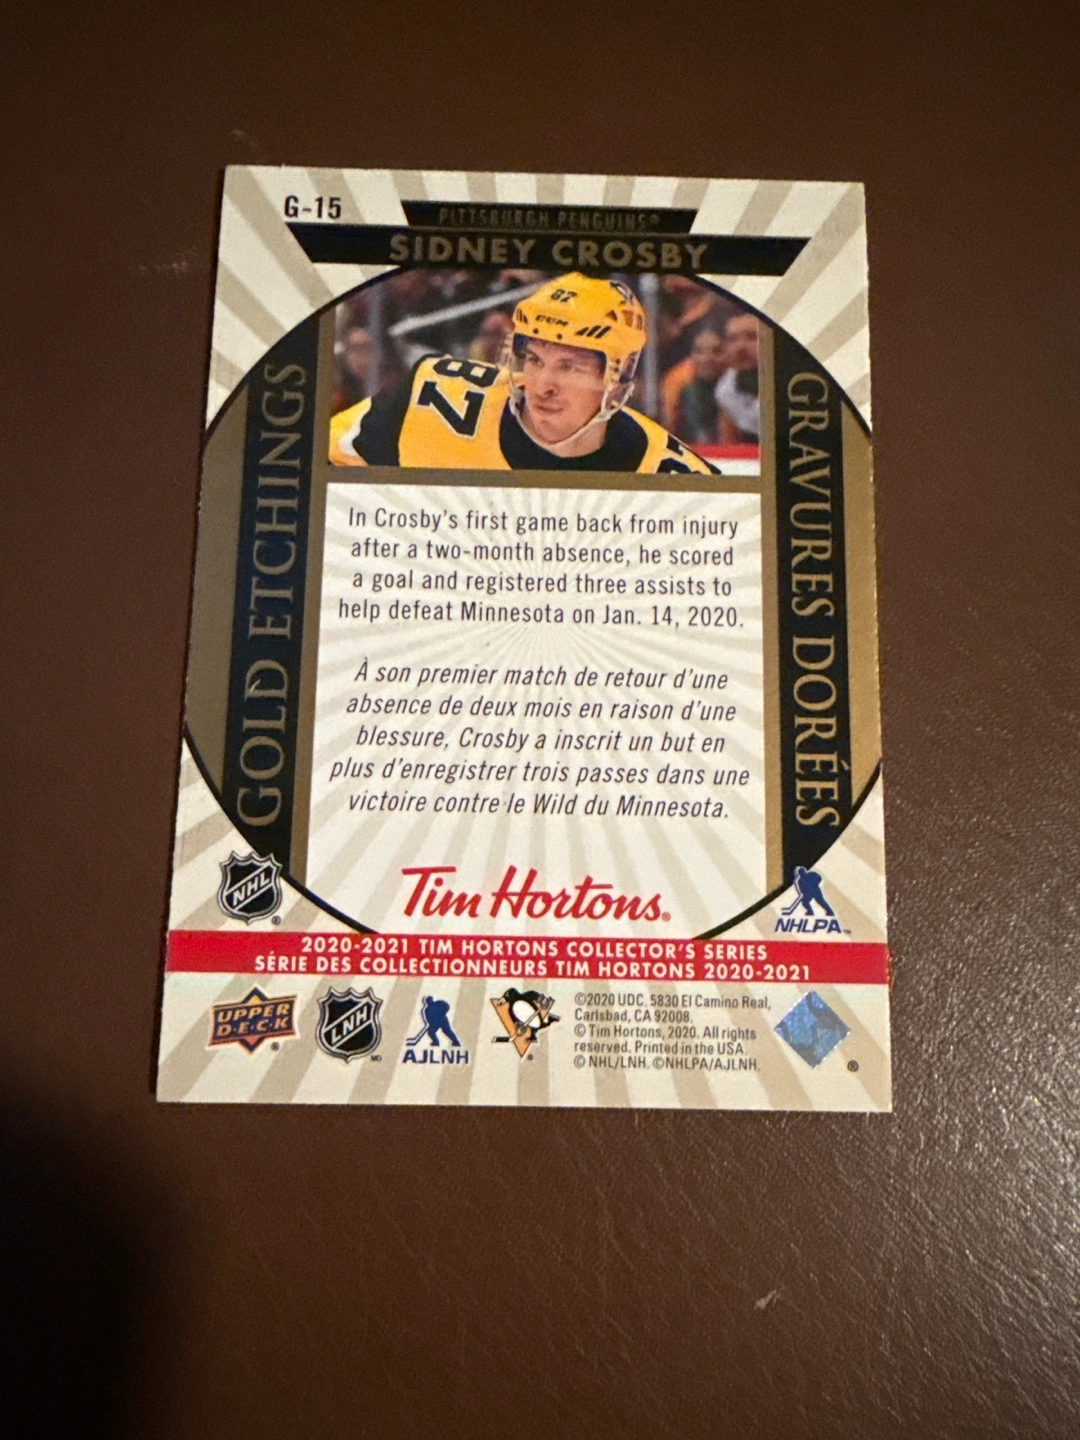 G-15
PITTSBURGH PENGUINS®
SIDNEY CROSBY
87
CCM
87
87
GOLD ETCHINGS
GRAVURES DORÉES
In Crosby's first game back from injury
after a two-month absence, he scored
a goal and registered three assists to
help defeat Minnesota on Jan. 14, 2020.
À son premier match de retour d'une
absence de deux mois en raison d'une
blessure, Crosby a inscrit un but en
plus d'enregistrer trois passes dans une
victoire contre le Wild du Minnesota.
NHL®
Tim Hortons®
NHLPA™
2020-2021 TIM HORTONS COLLECTOR'S SERIES
SÉRIE DES COLLECTIONNEURS TIM HORTONS 2020-2021
UPPER
D·E·C·K®
LNH MD
AJLNH
©2020 UDC. 5830 El Camino Real,
Carlsbad, CA 92008.
© Tim Hortons, 2020. All rights
reserved. Printed in the USA.
© NHL/LNH. ©NHLPA/AJLNH.
®